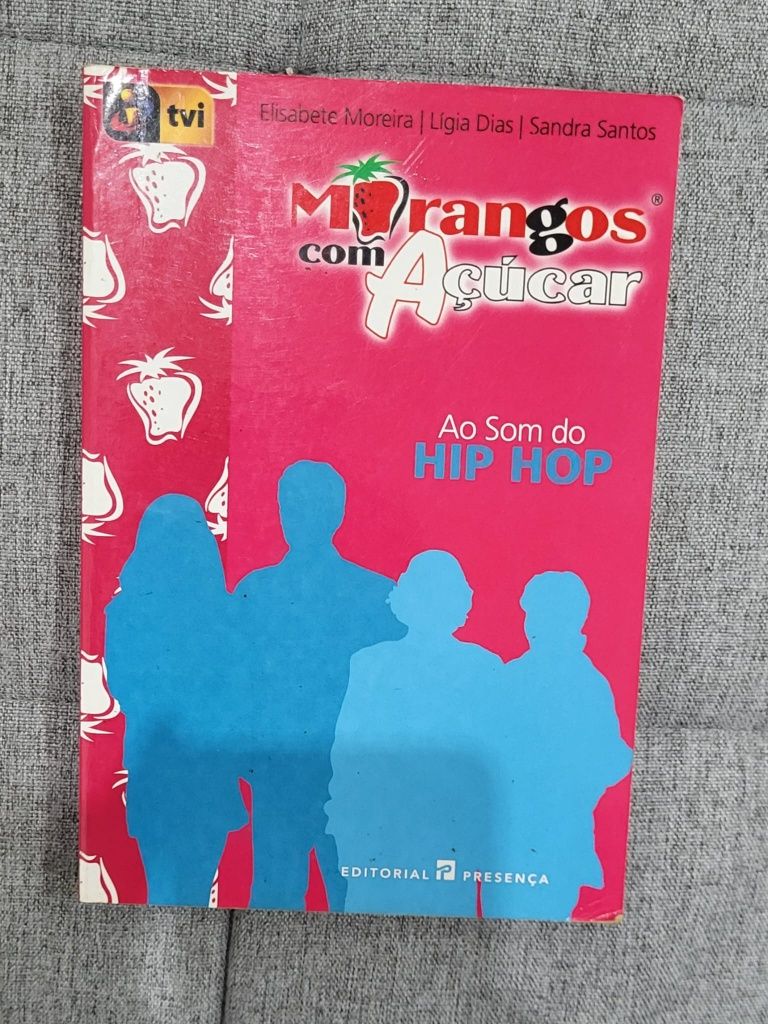 tvi
Elisabete Moreira | Lígia Dias | Sandra Santos
Morangos®
com
Açúcar
Ao Som do
HIP HOP
EDITORIAL P PRESENÇA